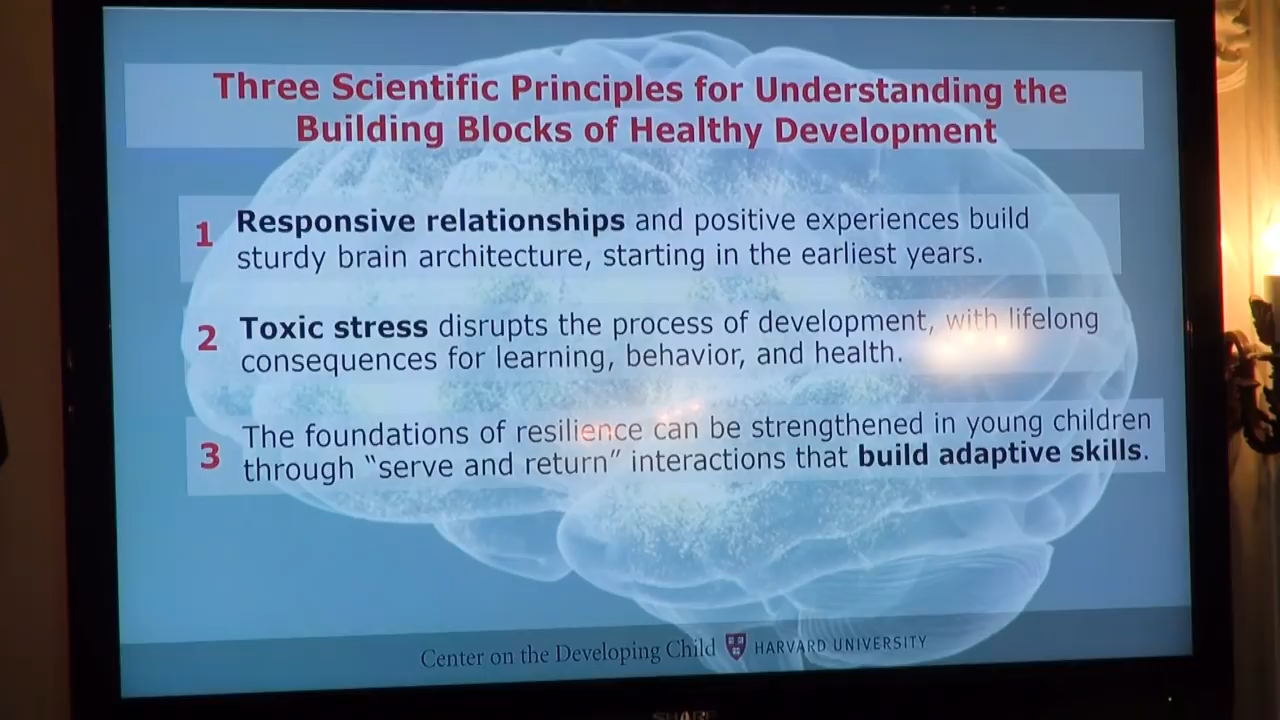 Three Scientific Principles for Understanding the
Building Blocks of Healthy Development
1 Responsive relationships and positive experiences build
sturdy brain architecture, starting in the earliest years.
2 Toxic stress disrupts the process of development, with lifelong
consequences for learning, behavior, and health.
3 The foundations of resilience can be strengthened in young children
through “serve and return” interactions that build adaptive skills.
Center on the Developing Child HARVARD UNIVERSITY
SHARP